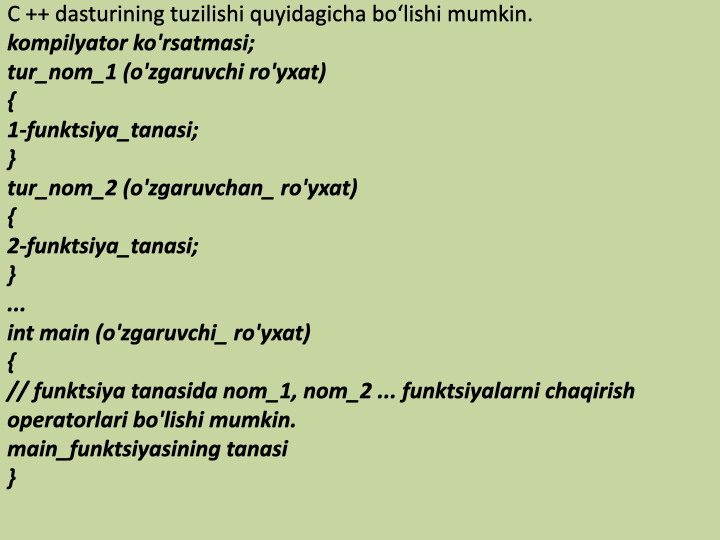 C ++ dasturining tuzilishi quyidagicha bo‘lishi mumkin.
kompilyator ko'rsatmasi;
tur_nom_1 (o'zgaruvchi ro'yxat)
{
1-funktsiya_tanasi;
}
tur_nom_2 (o'zgaruvchan_ ro'yxat)
{
2-funktsiya_tanasi;
}
...
int main (o'zgaruvchi_ ro'yxat)
{
// funktsiya tanasida nom_1, nom_2 ... funktsiyalarni chaqirish
operatorlari bo'lishi mumkin.
main_funktsiyasining tanasi
}